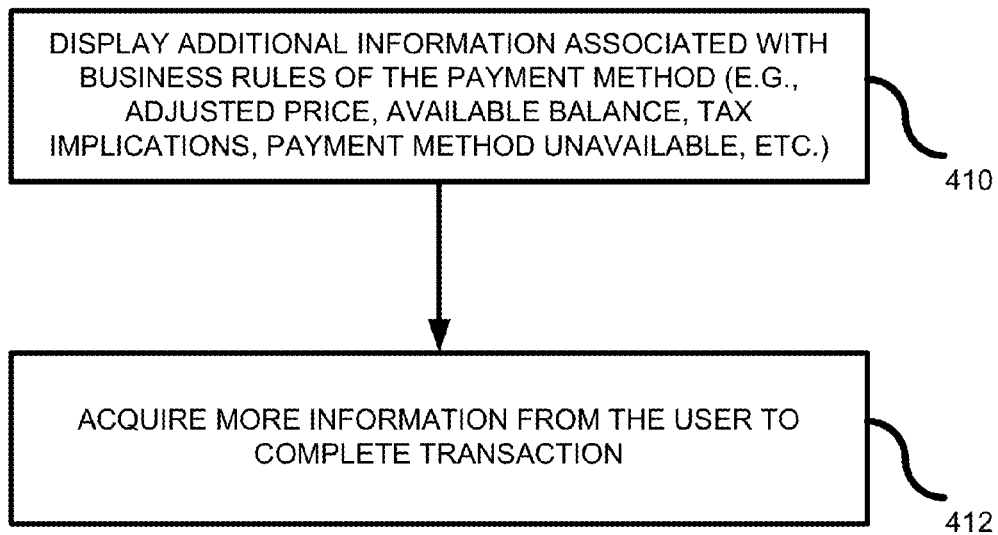 DISPLAY ADDITIONAL INFORMATION ASSOCIATED WITH
BUSINESS RULES OF THE PAYMENT METHOD (E.G.,
ADJUSTED PRICE, AVAILABLE BALANCE, TAX
IMPLICATIONS, PAYMENT METHOD UNAVAILABLE, ETC.)
410
ACQUIRE MORE INFORMATION FROM THE USER TO
COMPLETE TRANSACTION
412